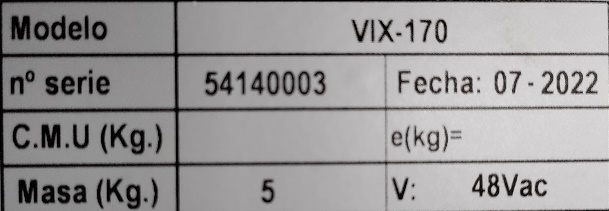 Modelo VIX-170
nº serie 54140003 Fecha: 07 - 2022
C.M.U (Kg.) e(kg)=
Masa (Kg.) 5 V: 48Vac